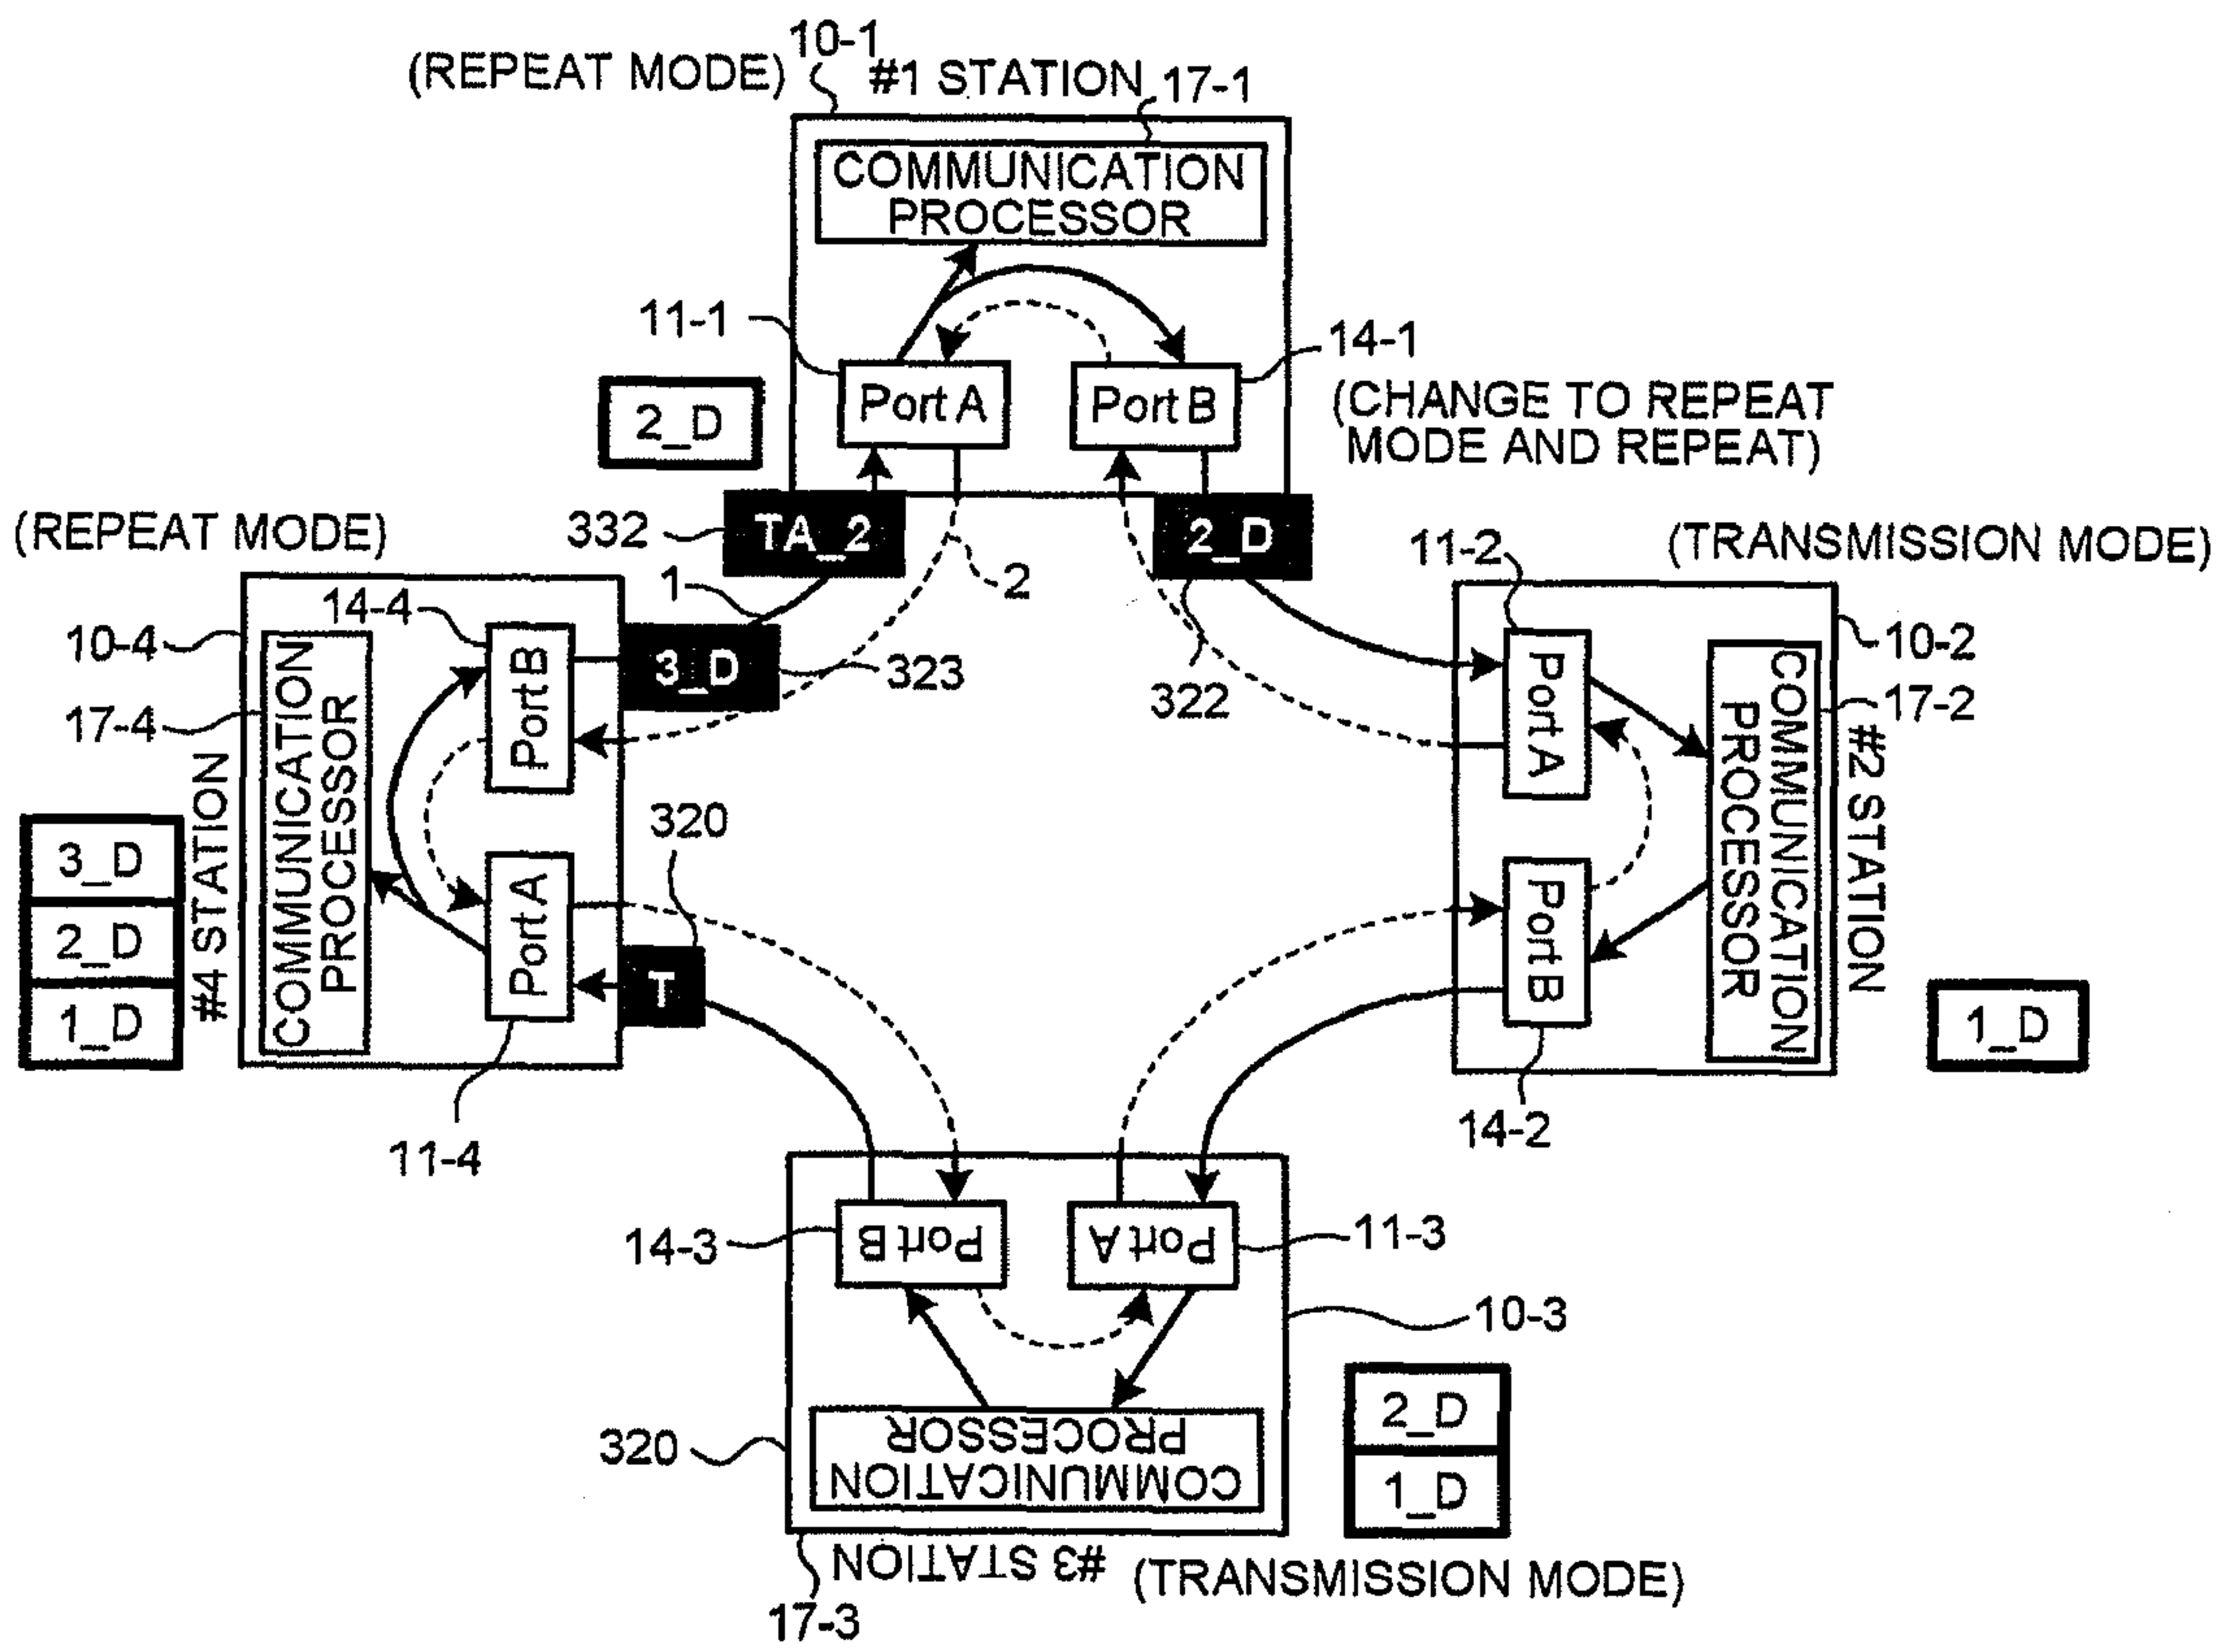 10-1
(REPEAT MODE)
#1 STATION
17-1
COMMUNICATION
PROCESSOR
11-1
14-1
Port A
Port B
2_D
(CHANGE TO REPEAT
MODE AND REPEAT)
(REPEAT MODE)
332
TA_2
2
2_D
11-2
(TRANSMISSION MODE)
1
14-4
10-4
3_D
323
322
10-2
17-4
17-2
Port B
COMMUNICATION
PROCESSOR
#4 STATION
Port A
COMMUNICATION
PROCESSOR
#2 STATION
320
3_D
2_D
1_D
Port A
T
Port B
1_D
11-4
14-2
14-3
Port B
Port A
11-3
10-3
320
COMMUNICATION
PROCESSOR
2_D
1_D
#3 STATION
(TRANSMISSION MODE)
17-3